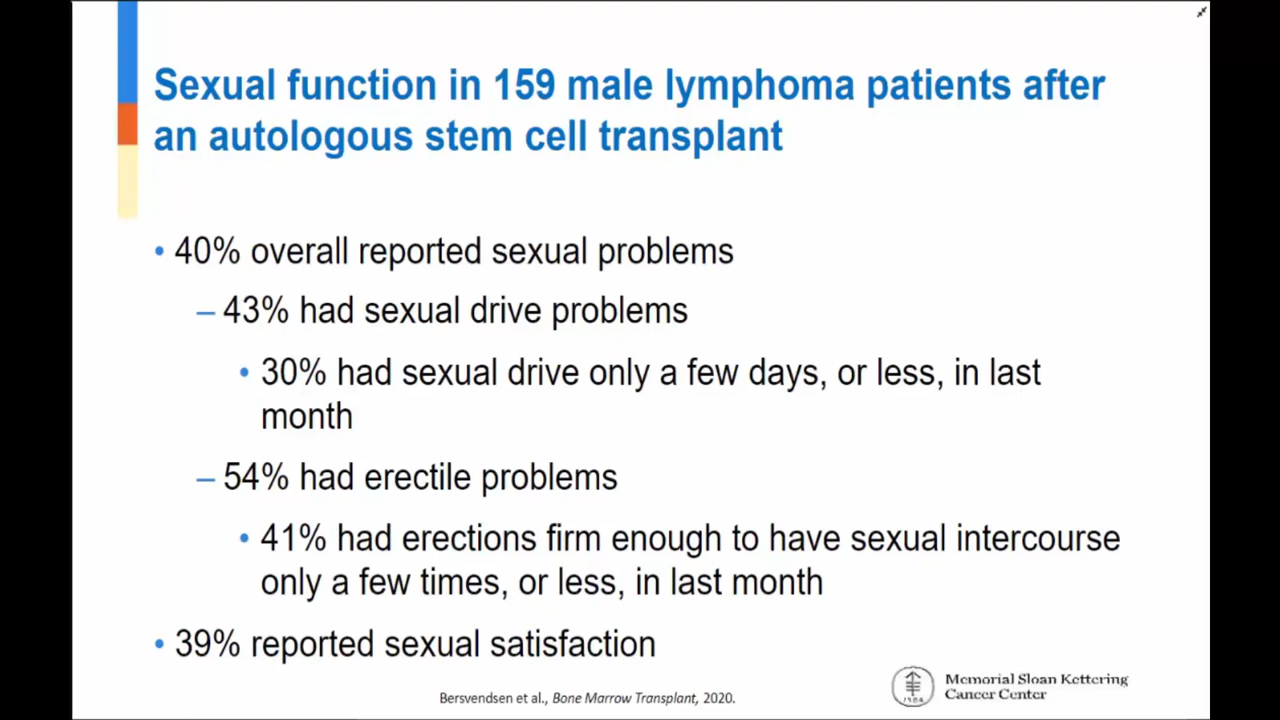 Sexual function in 159 male lymphoma patients after
an autologous stem cell transplant
• 40% overall reported sexual problems
– 43% had sexual drive problems
• 30% had sexual drive only a few days, or less, in last
month
– 54% had erectile problems
• 41% had erections firm enough to have sexual intercourse
only a few times, or less, in last month
• 39% reported sexual satisfaction
Bersvendsen et al., Bone Marrow Transplant, 2020.
Memorial Sloan Kettering
Cancer Center